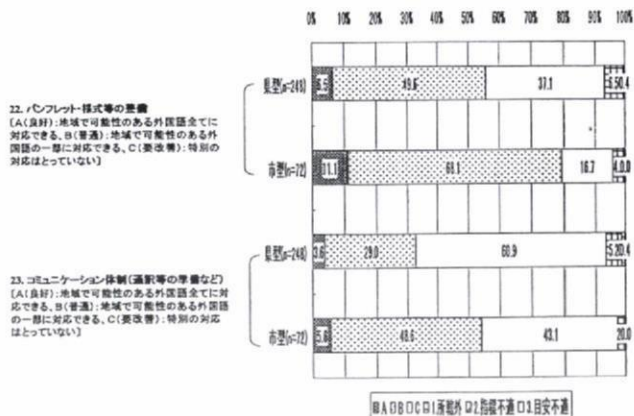 0% 10% 20% 30% 40% 50% 60% 70% 80% 90% 100%
22. パンフレット・様式等の整備
[A(良好):地域で可能性のある外国語全てに
対応できる、B(普通):地域で可能性のある外
国語の一部に対応できる、C(要改善):特別の
対応はとっていない]
県型(n=248) 6.5 49.6 37.1
市型(n=72) 11.1 68.1 16.7
23. コミュニケーション体制(通訳等の準備など)
[A(良好):地域で可能性のある外国語全てに対
応できる、B(普通):地域で可能性のある外国語
の一部に対応できる、C(要改善):特別の対応
はとっていない]
県型(n=248) 3.6 29.0 60.9
市型(n=72) 5.6 48.6 43.1
A B C 1.所管外 2.指標不適 3.目安不適